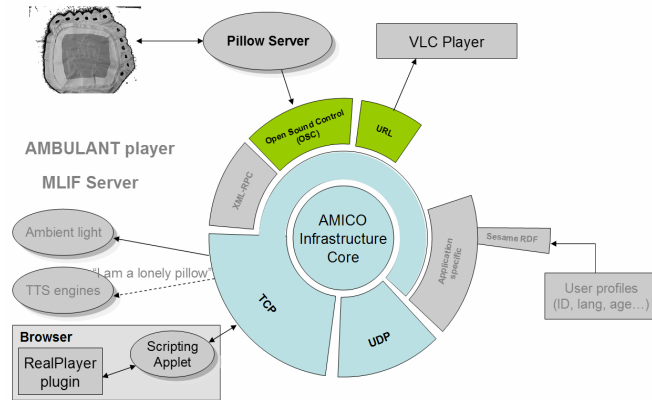 Pillow Server
VLC Player
Open Sound Control
(OSC)
URL
AMBULANT player
MLIF Server
XML-RPC
AMICO
Infrastructure
Core
Application
specific
Sesame RDF
Ambient light
"I am a lonely pillow"
TTS engines
User profiles
(ID, lang, age...)
TCP
UDP
Browser
RealPlayer
plugin
Scripting
Applet